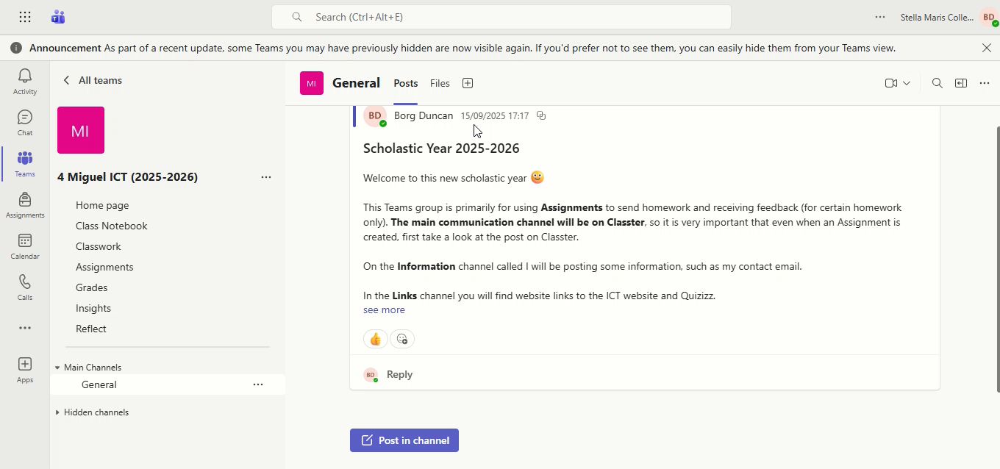 Search (Ctrl+Alt+E)
Stella Maris Colle...
BD
Announcement As part of a recent update, some Teams you may have previously hidden are now visible again. If you'd prefer not to see them, you can easily hide them from your Teams view.
Activity
Chat
Teams
Assignments
Calendar
Calls
Apps
All teams
MI
4 Miguel ICT (2025-2026)
Home page
Class Notebook
Classwork
Assignments
Grades
Insights
Reflect
Main Channels
General
Hidden channels
MI
General
Posts
Files
BD
Borg Duncan 15/09/2025 17:17
Scholastic Year 2025-2026
Welcome to this new scholastic year
This Teams group is primarily for using Assignments to send homework and receiving feedback (for certain homework
only). The main communication channel will be on Classter, so it is very important that even when an Assignment is
created, first take a look at the post on Classter.
On the Information channel called I will be posting some information, such as my contact email.
In the Links channel you will find website links to the ICT website and Quizizz.
see more
BD
Reply
Post in channel